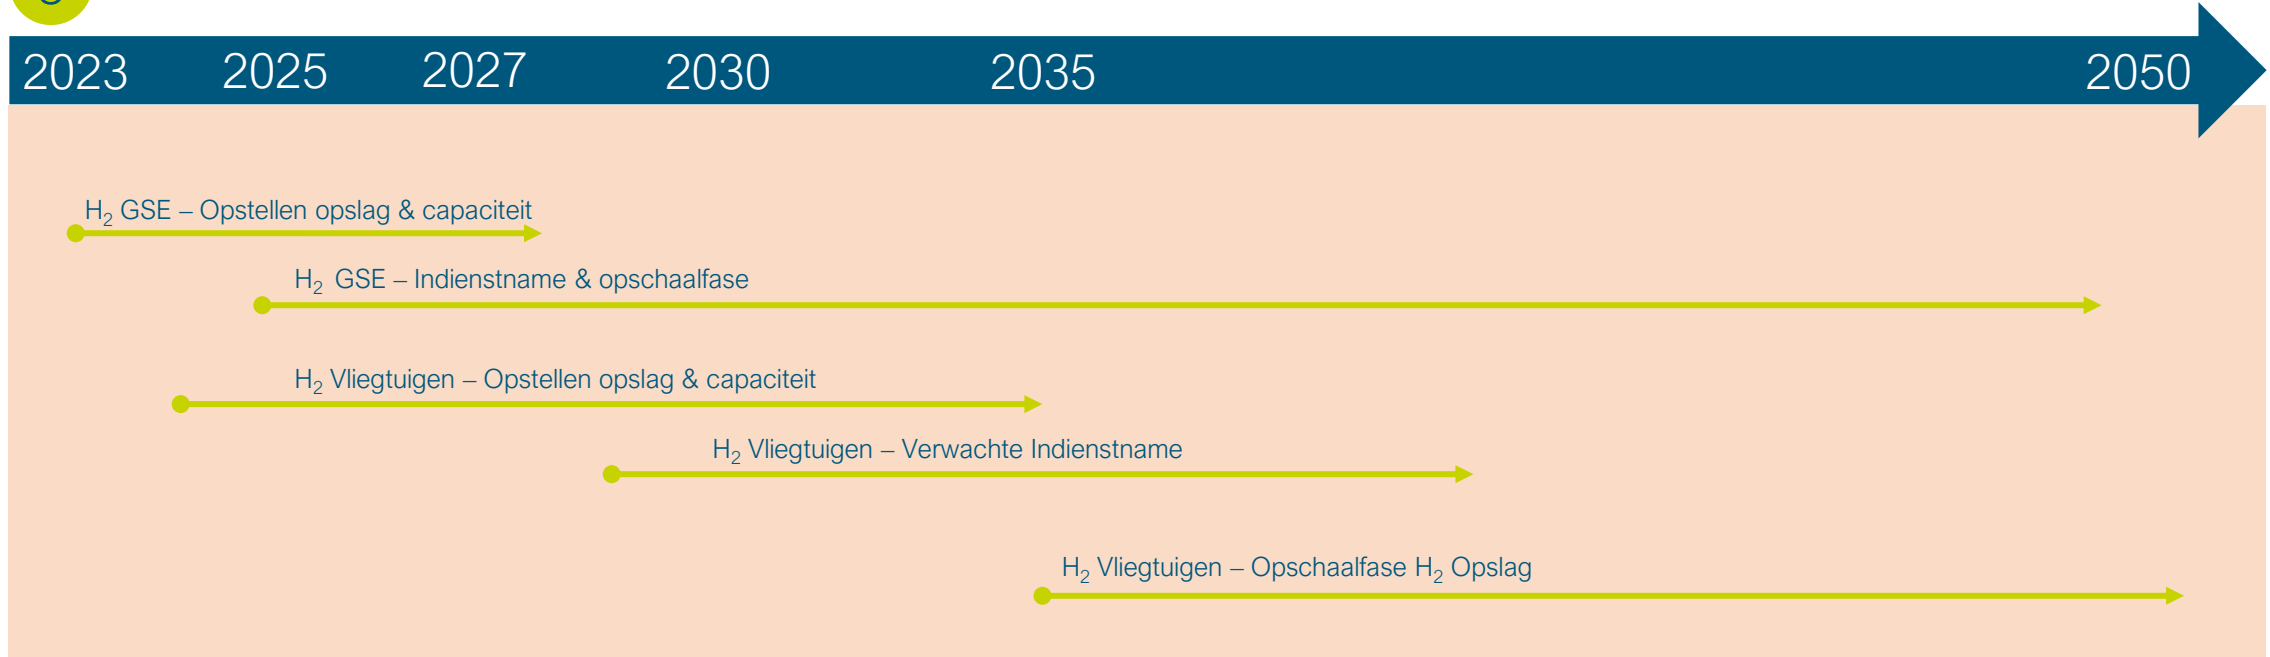 2023 2025 2027 2030 2035 2050
H₂ GSE – Opstellen opslag & capaciteit
H₂ GSE – Indienstname & opschaalfase
H₂ Vliegtuigen – Opstellen opslag & capaciteit
H₂ Vliegtuigen – Verwachte Indienstname
H₂ Vliegtuigen – Opschaalfase H₂ Opslag